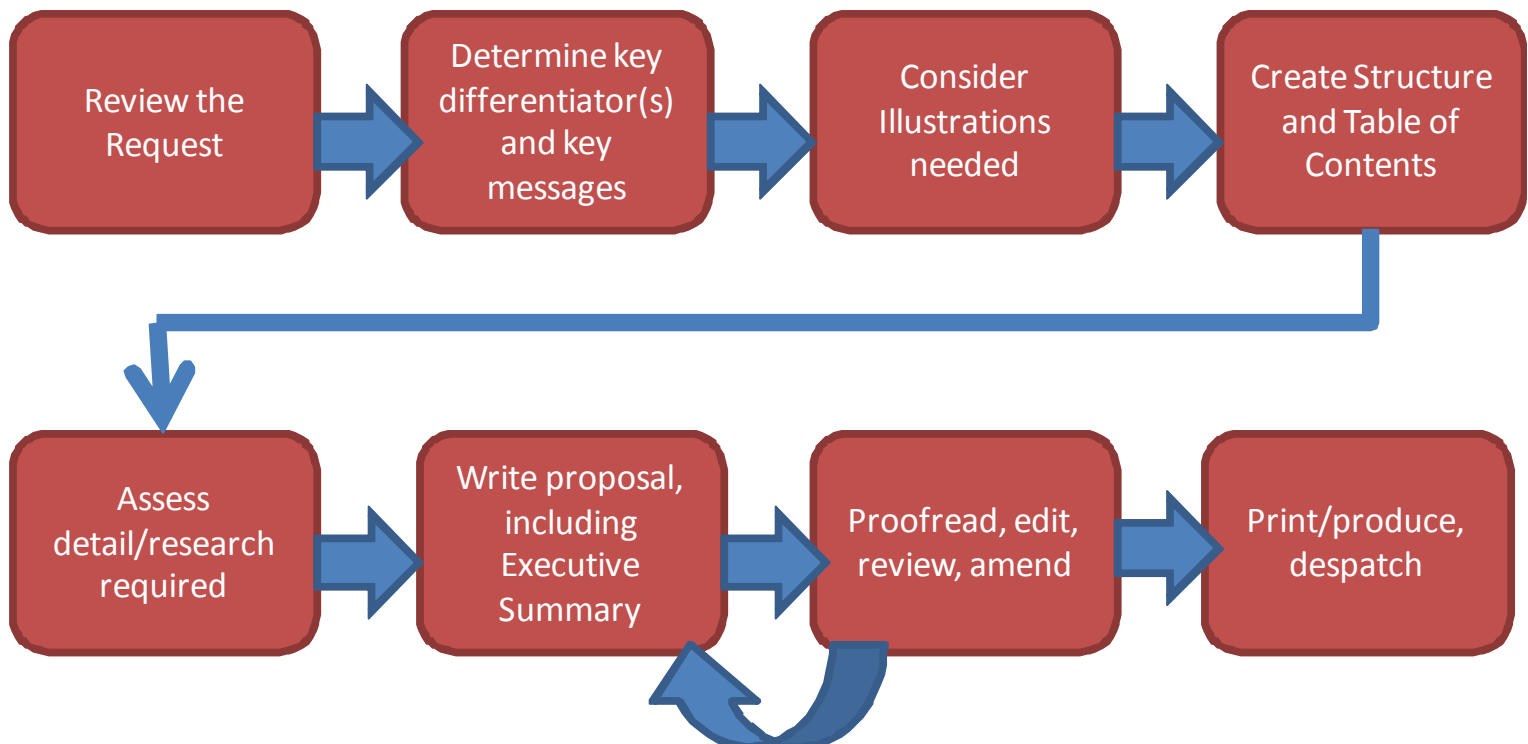 Review the
Request
Determine key
differentiator(s)
and key
messages
Consider
Illustrations
needed
Create Structure
and Table of
Contents
Assess
detail/research
required
Write proposal,
including
Executive
Summary
Proofread, edit,
review, amend
Print/produce,
despatch